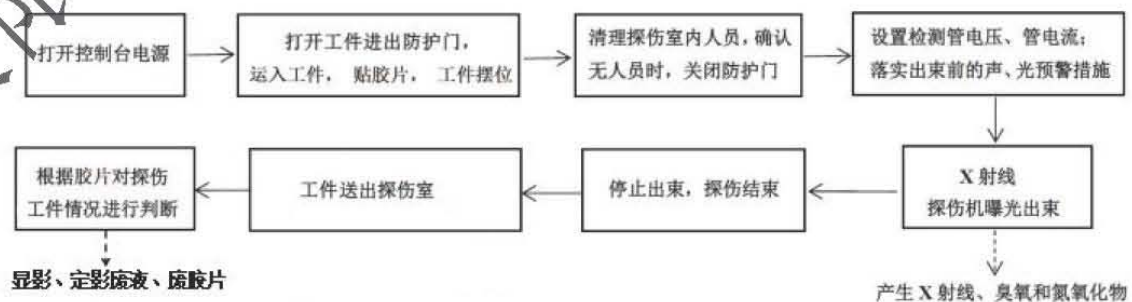 打开控制台电源
打开工件进出防护门，
运入工件， 贴胶片， 工件摆位
清理探伤室内人员，确认
无人员时，关闭防护门
设置检测管电压、管电流；
落实出束前的声、光预警措施
X 射线
探伤机曝光出束
停止出束，探伤结束
工件送出探伤室
根据胶片对探伤
工件情况进行判断
显影、定影废液、废胶片
产生 X 射线、臭氧和氮氧化物